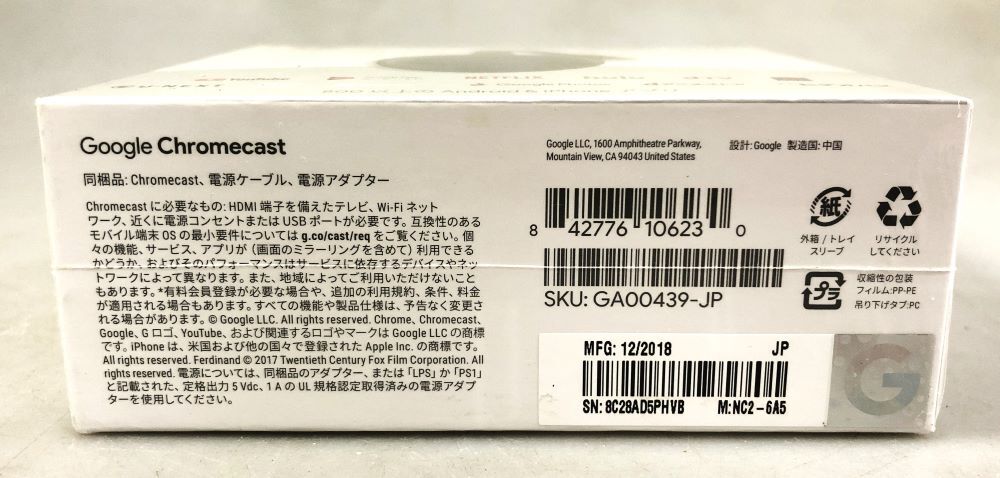 YouTube
NETFLIX
U-NEXT
Google Chromecast
同梱品: Chromecast、電源ケーブル、電源アダプター
Chromecast に必要なもの: HDMI 端子を備えたテレビ、Wi-Fi ネット
ワーク、近くに電源コンセントまたは USB ポートが必要です。互換性のある
モバイル端末 OS の最小要件については g.co/cast/req をご覧ください。個
々の機能、サービス、アプリが (画面のミラーリング を含めて) 利用できる
かどうか、およびそのパフォーマンスはサービスに依存するデバイスやネッ
トワークによって異なります。また、地域によってご利用いただけないこと
もあります。*有料会員登録が必要な場合や、追加の利用規約、条件、料金
が適用される場合もあります。すべての機能や製品仕様は、予告なく変更さ
れる場合があります。© Google LLC. All rights reserved. Chrome、Chromecast、
Google、G ロゴ、YouTube、および関連するロゴやマークは Google LLC の商標
です。iPhone は、米国および他の国々で登録された Apple Inc. の商標です。
All rights reserved. Ferdinand © 2017 Twentieth Century Fox Film Corporation. All
rights reserved. 電源については、同梱品のアダプター、または「LPS」か「PS1」
と記載された、定格出力 5 Vdc、1 A の UL 規格認定取得済みの電源アダプ
ターを使用してください。
Google LLC, 1600 Amphitheatre Parkway,
Mountain View, CA 94043 United States
設計: Google 製造国: 中国
8 42776 10623 0
SKU: GA00439-JP
紙
外箱 / トレイ
スリーブ
リサイクル
してください
プラ
収縮性の包装
フィルム:PP-PE
吊り下げタブ:PC
MFG: 12/2018 JP
SN: 8C28AD5PHVB M:NC2-6A5
G